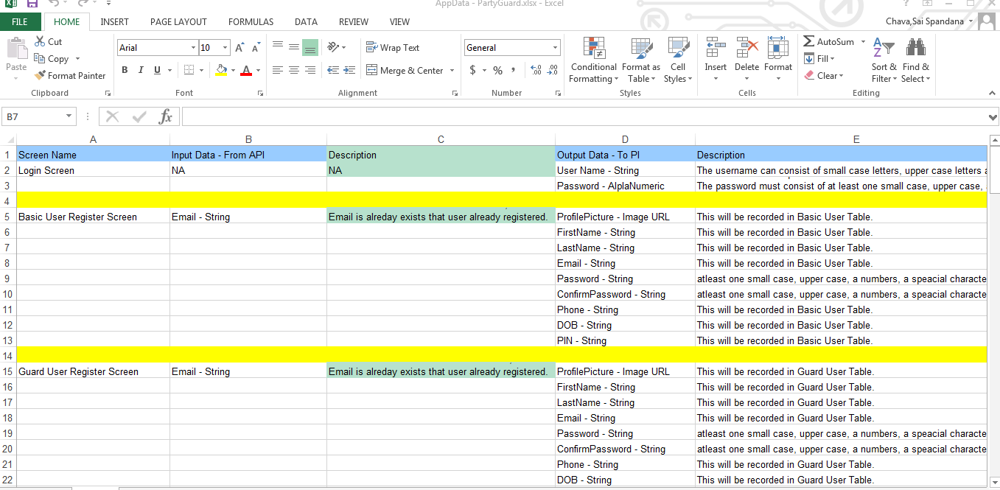 AppData - PartyGuard.xlsx - Excel
?
FILE HOME INSERT PAGE LAYOUT FORMULAS DATA REVIEW VIEW Chava,Sai Spandana
Paste Cut
Copy
Format Painter
Clipboard
Arial 10 A A
B I U A
Font
Wrap Text
Merge & Center
Alignment
General
$ % , .00
Number
Conditional Formatting
Format as Table
Cell Styles
Styles
Insert Delete Format
Cells
AutoSum
Fill
Clear
Sort & Filter
Find & Select
Editing
B7 fx
A B C D E
1 Screen Name Input Data - From API Description Output Data - To PI Description
2 Login Screen NA NA User Name - String The username can consist of small case letters, upper case letters
3 Password - AlplaNumeric The password must consist of at least one small case, upper case,
4
5 Basic User Register Screen Email - String Email is alreday exists that user already registered. ProfilePicture - Image URL This will be recorded in Basic User Table.
6 FirstName - String This will be recorded in Basic User Table.
7 LastName - String This will be recorded in Basic User Table.
8 Email - String This will be recorded in Basic User Table.
9 Password - String atleast one small case, upper case, a numbers, a speacial characte
10 ConfirmPassword - String atleast one small case, upper case, a numbers, a speacial characte
11 Phone - String This will be recorded in Basic User Table.
12 DOB - String This will be recorded in Basic User Table.
13 PIN - String This will be recorded in Basic User Table.
14
15 Guard User Register Screen Email - String Email is alreday exists that user already registered. ProfilePicture - Image URL This will be recorded in Guard User Table.
16 FirstName - String This will be recorded in Guard User Table.
17 LastName - String This will be recorded in Guard User Table.
18 Email - String This will be recorded in Guard User Table.
19 Password - String atleast one small case, upper case, a numbers, a speacial characte
20 ConfirmPassword - String atleast one small case, upper case, a numbers, a speacial characte
21 Phone - String This will be recorded in Guard User Table.
22 DOB - String This will be recorded in Guard User Table.